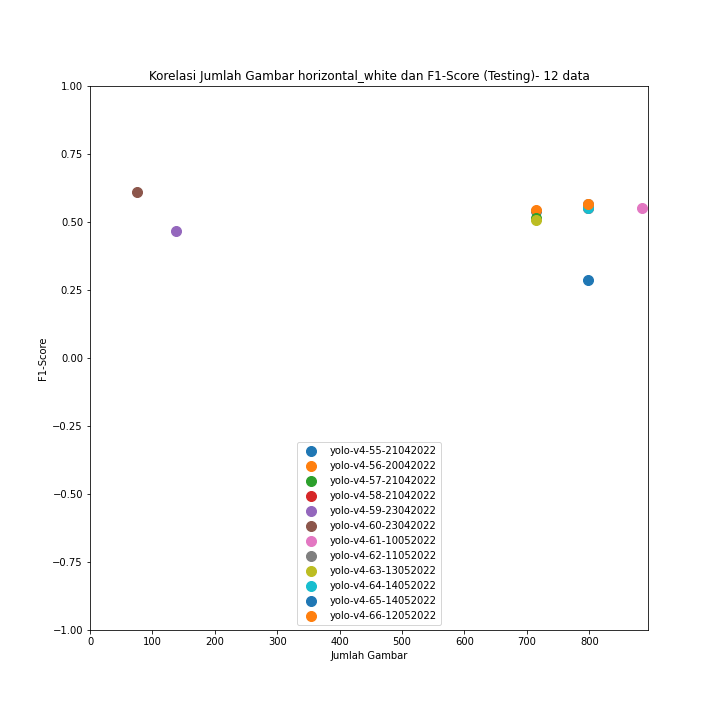 Korelasi Jumlah Gambar horizontal_white dan F1-Score (Testing)- 12 data
1.00
0.75
0.50
0.25
0.00
−0.25
−0.50
−0.75
−1.00
F1-Score
yolo-v4-55-21042022
yolo-v4-56-20042022
yolo-v4-57-21042022
yolo-v4-58-21042022
yolo-v4-59-23042022
yolo-v4-60-23042022
yolo-v4-61-10052022
yolo-v4-62-11052022
yolo-v4-63-13052022
yolo-v4-64-14052022
yolo-v4-65-14052022
yolo-v4-66-12052022
0 100 200 300 400 500 600 700 800
Jumlah Gambar